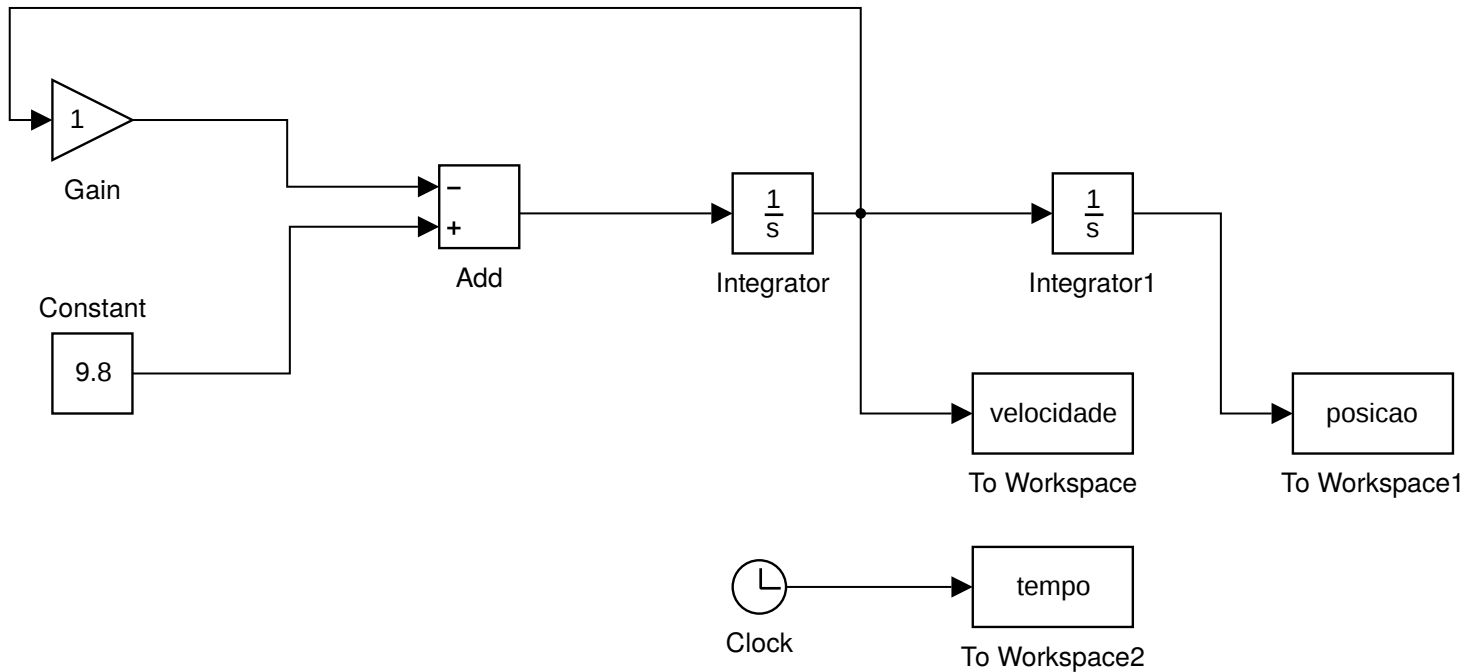 1
Gain
−
+
Add
1
s
Integrator
1
s
Integrator1
Constant
9.8
velocidade
To Workspace
posicao
To Workspace1
Clock
tempo
To Workspace2